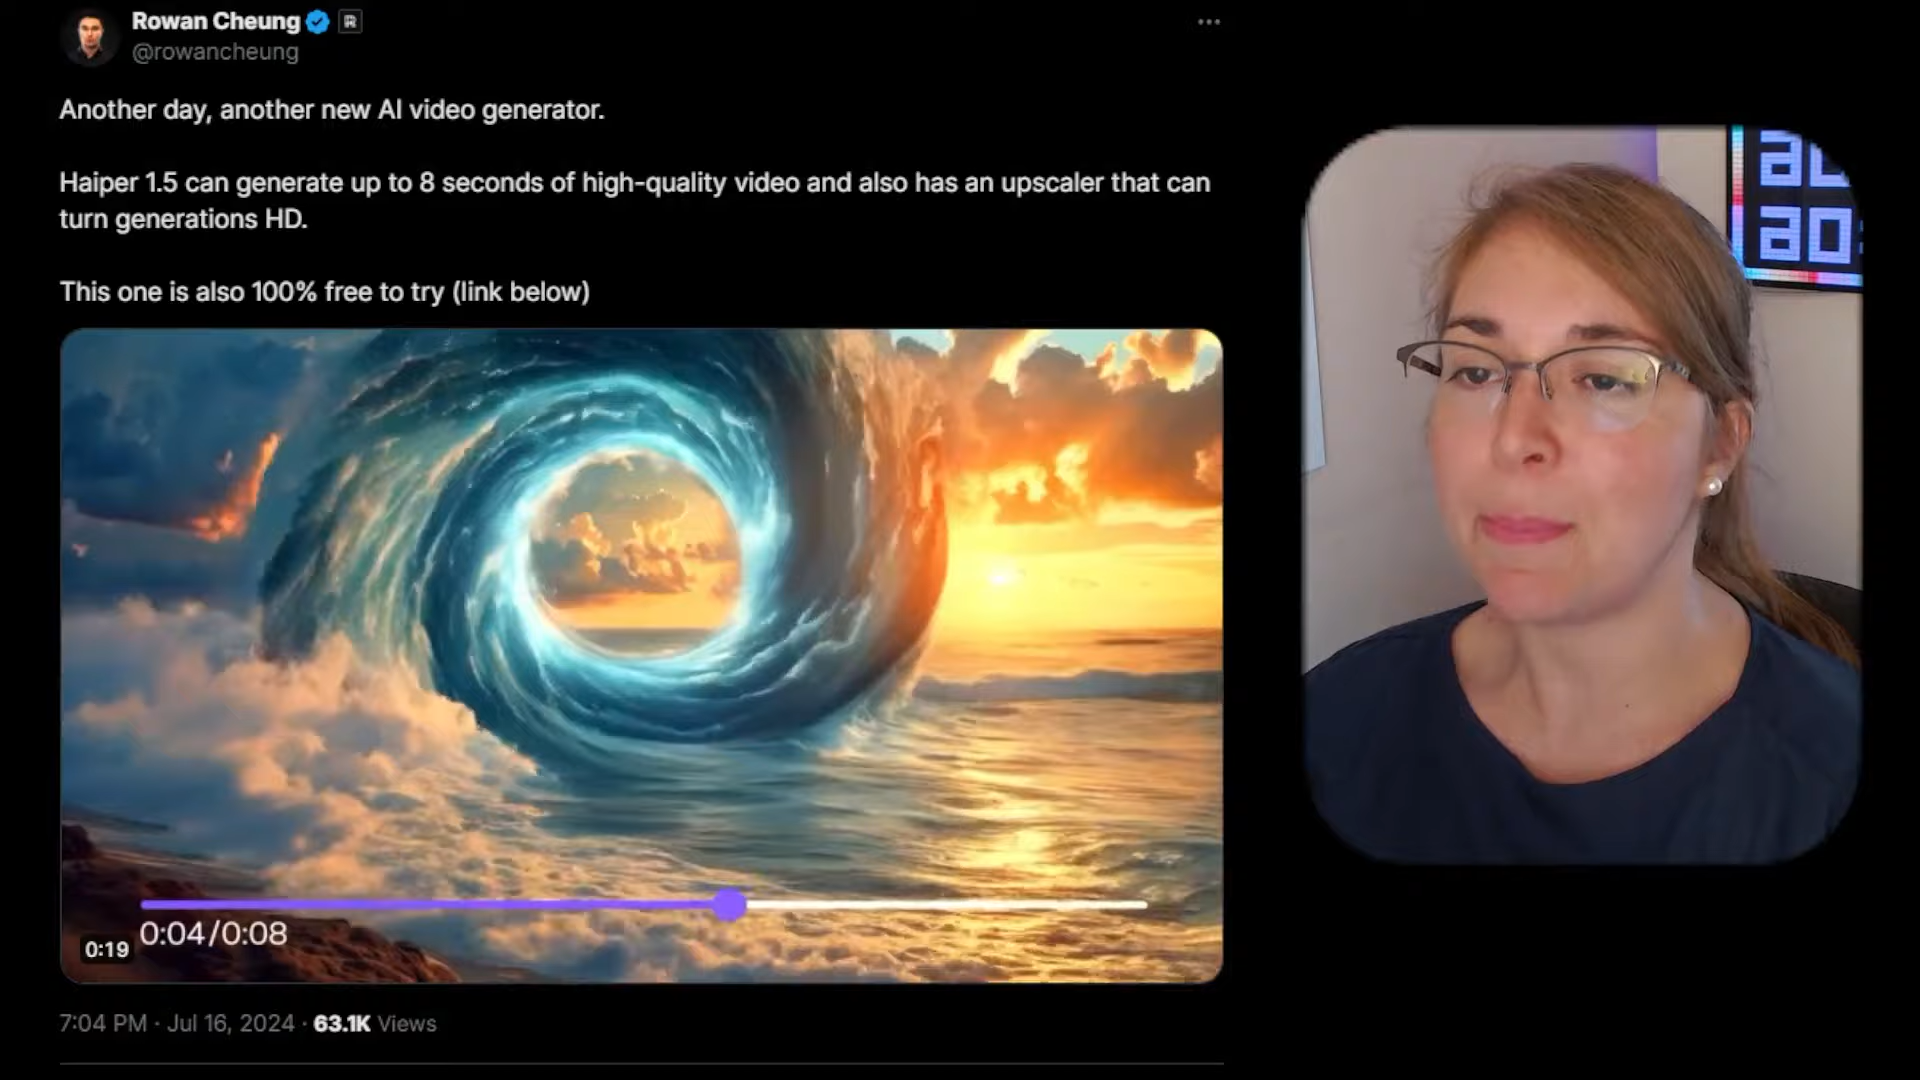 Rowan Cheung
@rowancheung
Another day, another new AI video generator.
Haiper 1.5 can generate up to 8 seconds of high-quality video and also has an upscaler that can
turn generations HD.
This one is also 100% free to try (link below)
0:04/0:08
0:19
7:04 PM · Jul 16, 2024 · 63.1K Views